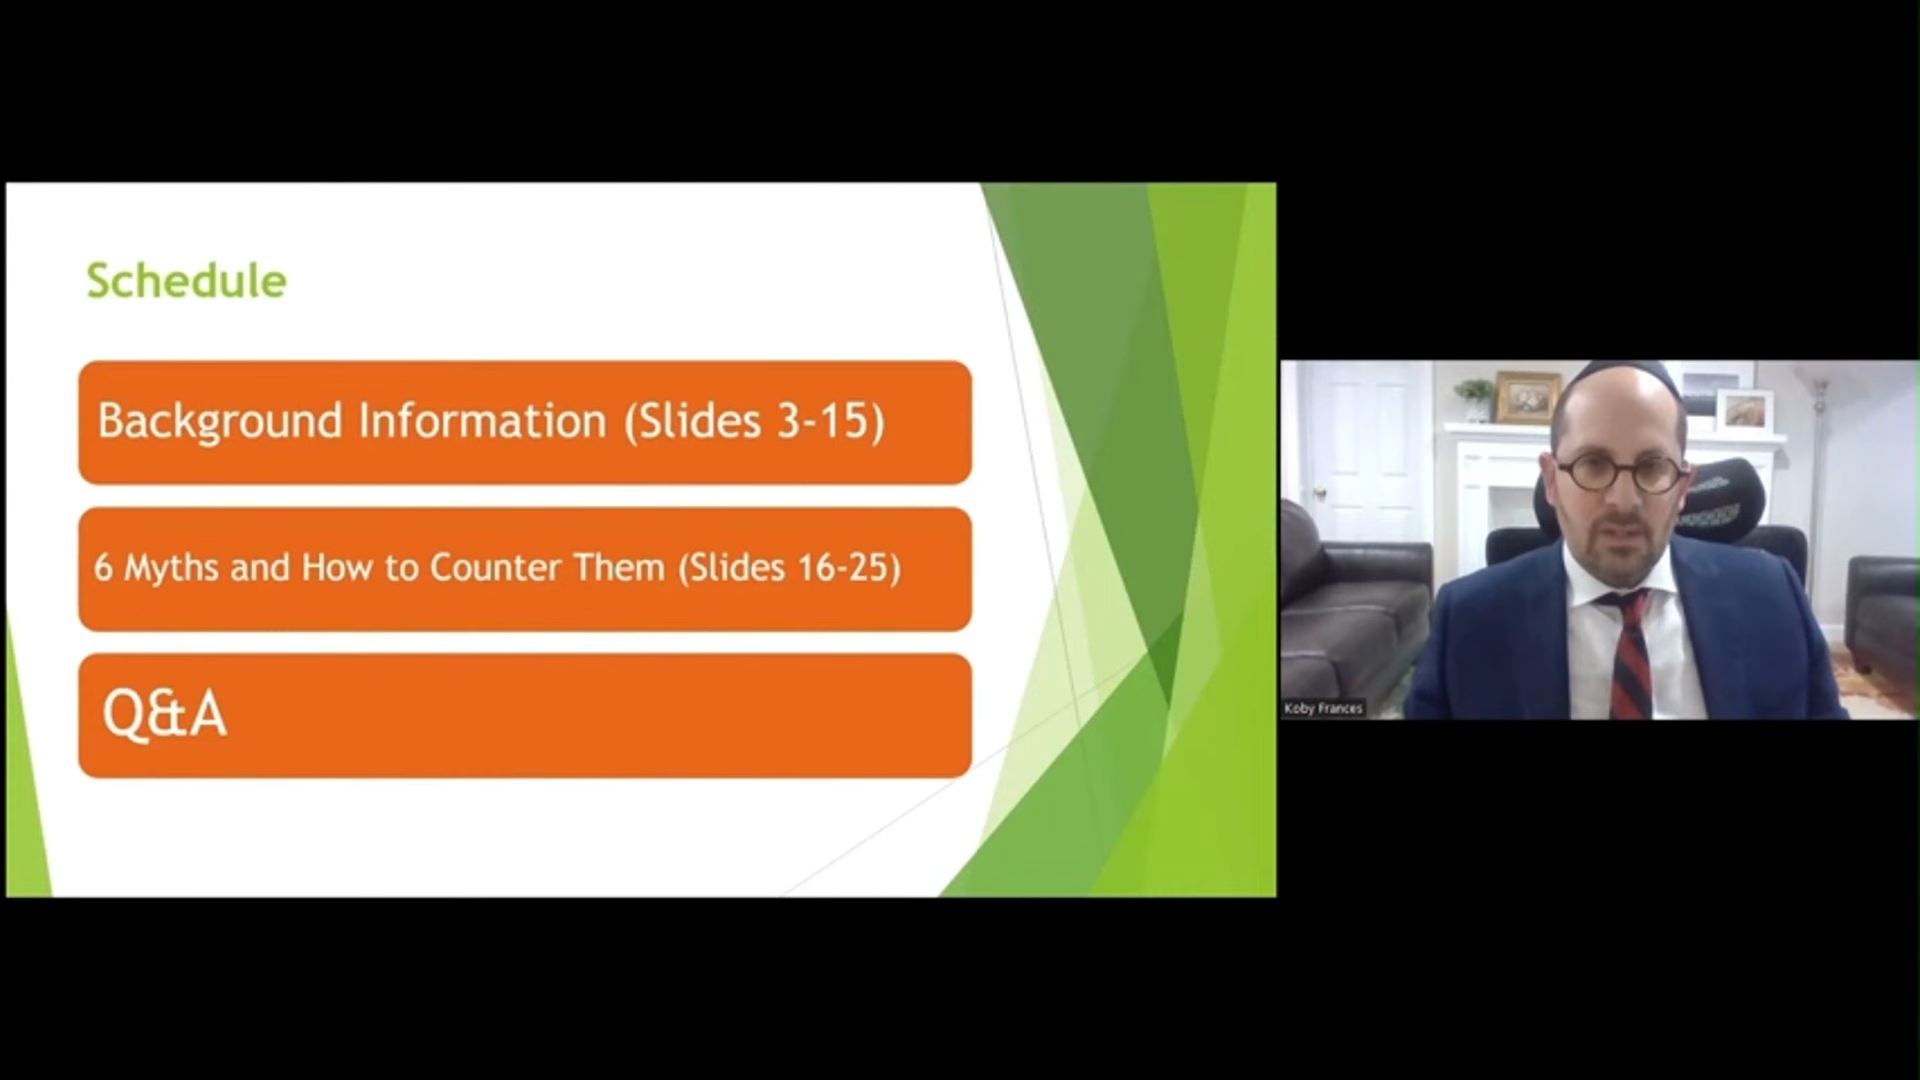 Schedule
Background Information (Slides 3-15)
6 Myths and How to Counter Them (Slides 16-25)
Q&A
Koby Frances